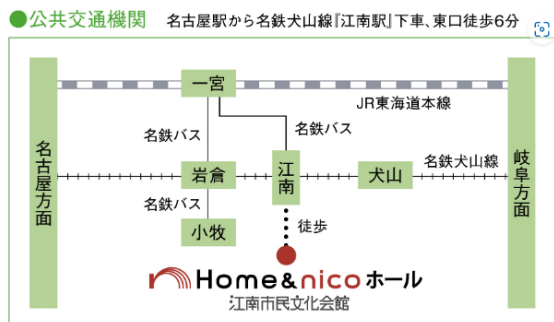 ●公共交通機関 名古屋駅から名鉄犬山線『江南駅』下車、東口徒歩6分
一宮
JR東海道本線
名鉄バス
名鉄バス
名古屋方面
岩倉
江南
犬山
名鉄犬山線
岐阜方面
名鉄バス
小牧
徒歩
Home&nicoホール
江南市民文化会館